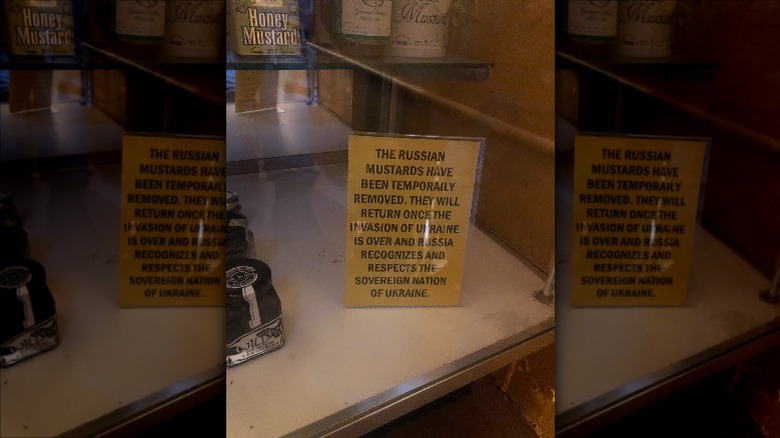 Honey
Mustard
Mustard
THE RUSSIAN
MUSTARDS HAVE
BEEN TEMPORAILY
REMOVED. THEY WILL
RETURN ONCE THE
INVASION OF UKRAINE
IS OVER AND RUSSIA
RECOGNIZES AND
RESPECTS THE
SOVEREIGN NATION
OF UKRAINE.